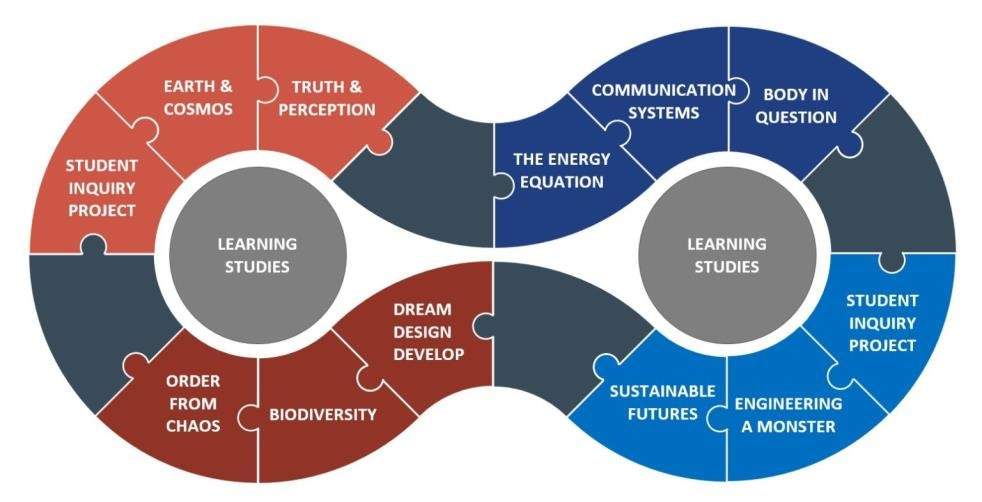 EARTH &
COSMOS
TRUTH &
PERCEPTION
COMMUNICATION
SYSTEMS
BODY IN
QUESTION
STUDENT
INQUIRY
PROJECT
THE ENERGY
EQUATION
LEARNING
STUDIES
LEARNING
STUDIES
STUDENT
INQUIRY
PROJECT
DREAM
DESIGN
DEVELOP
ORDER
FROM
CHAOS
BIODIVERSITY
SUSTAINABLE
FUTURES
ENGINEERING
A MONSTER